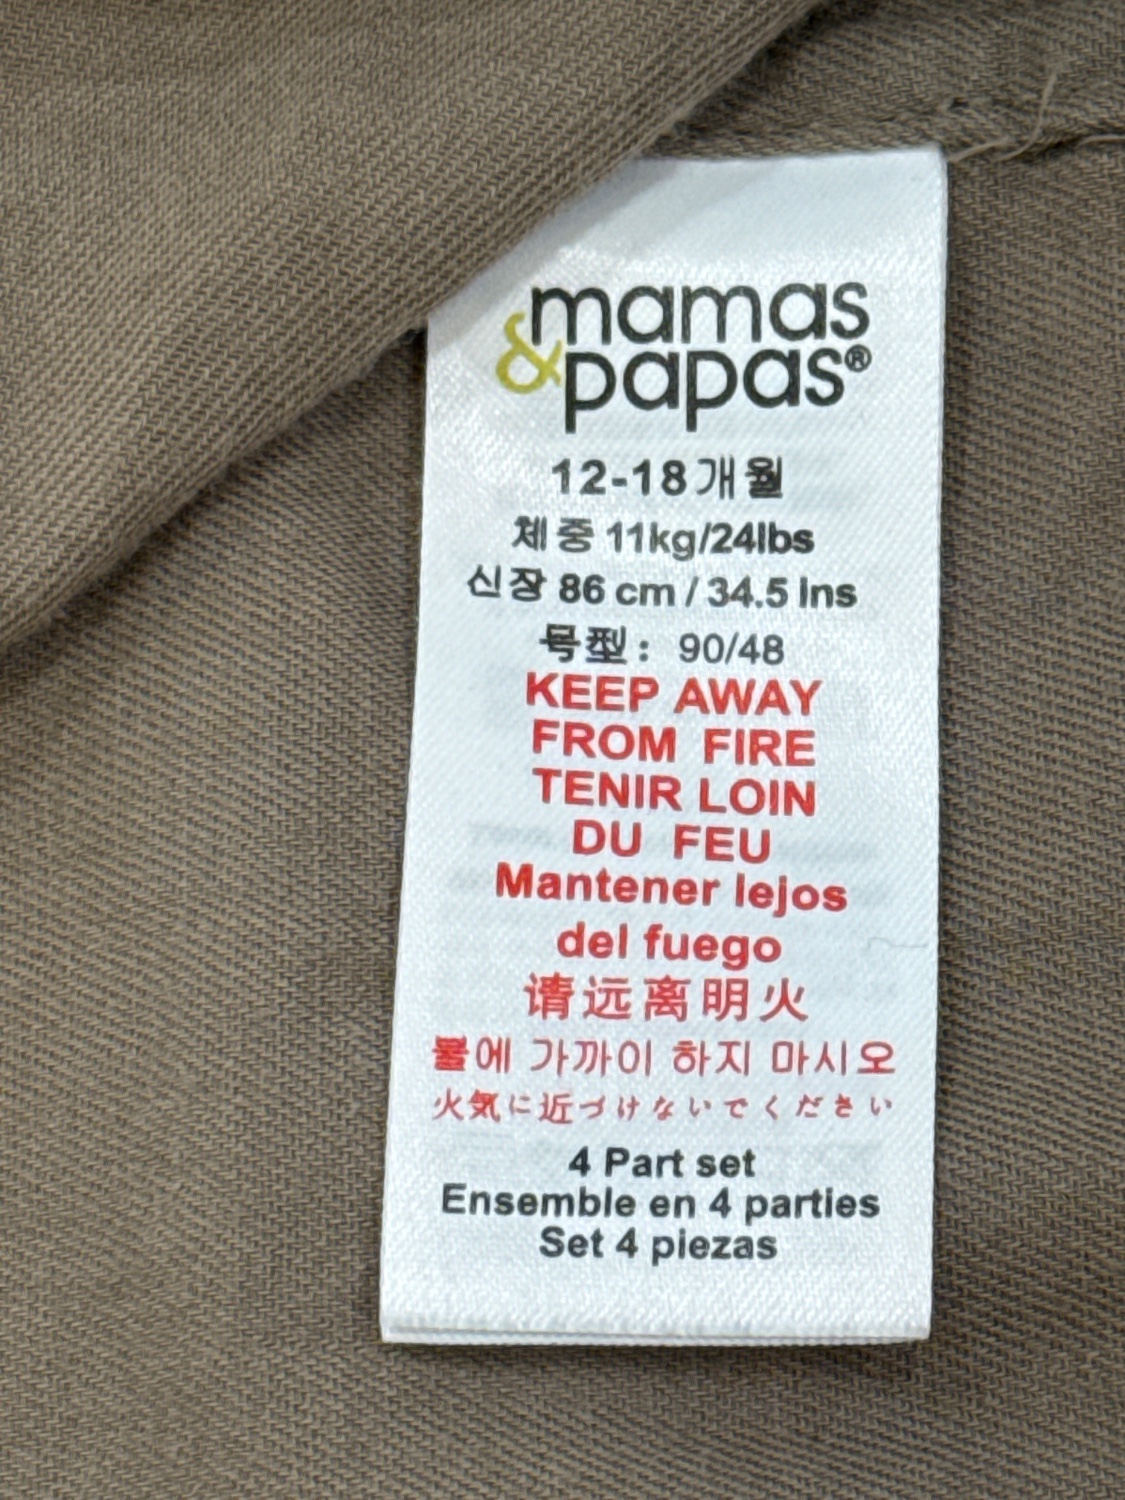 mamas
&papas®
12-18개월
체중 11kg/24lbs
신장 86 cm / 34.5 Ins
号型: 90/48
KEEP AWAY
FROM FIRE
TENIR LOIN
DU FEU
Mantener lejos
del fuego
请远离明火
불에 가까이 하지 마시오
火気に近づけないでください
4 Part set
Ensemble en 4 parties
Set 4 piezas